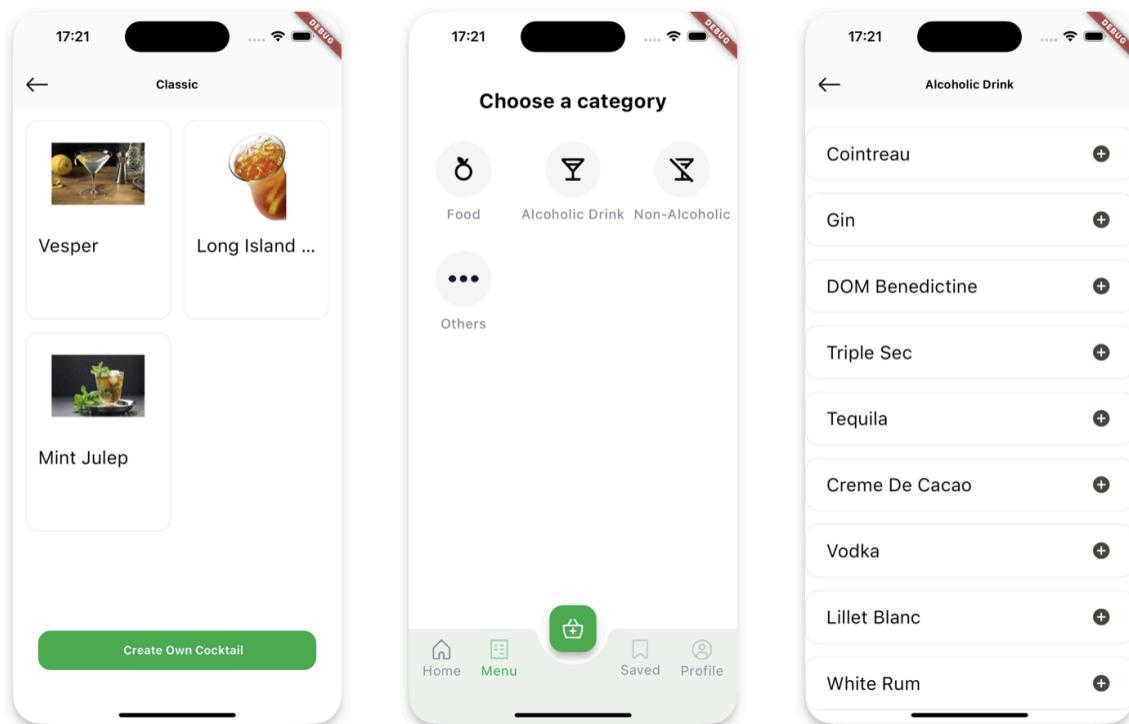 17:21
DEBUG
Classic
Vesper
Long Island ...
Mint Julep
Create Own Cocktail
17:21
DEBUG
Choose a category
Food
Alcoholic Drink
Non-Alcoholic
Others
Home
Menu
Saved
Profile
17:21
DEBUG
Alcoholic Drink
Cointreau
Gin
DOM Benedictine
Triple Sec
Tequila
Creme De Cacao
Vodka
Lillet Blanc
White Rum